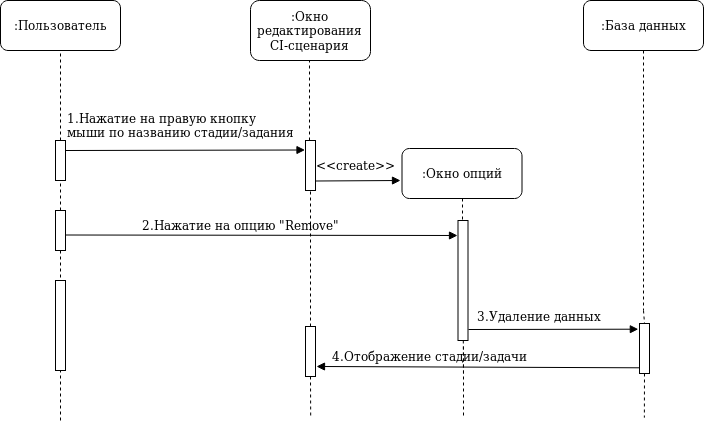 :Пользователь
:Окно
редактирования
CI-сценария
:База данных
1.Нажатие на правую кнопку
мыши по названию стадии/задания
<<create>>
:Окно опций
2.Нажатие на опцию "Remove"
3.Удаление данных
4.Отображение стадии/задачи